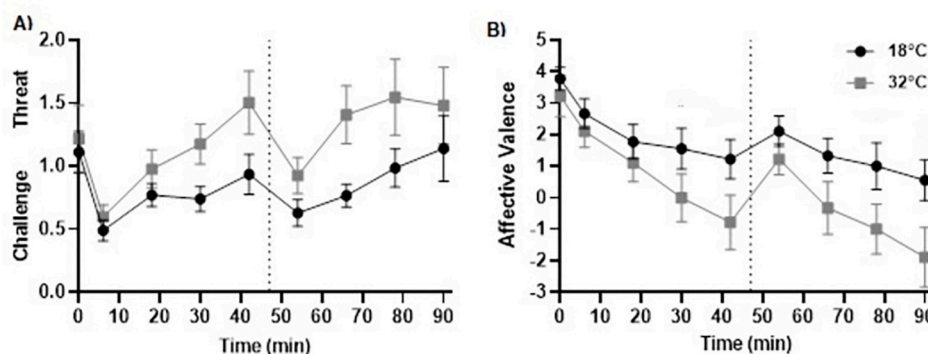 A)
Challenge Threat
2.0
1.5
1.0
0.5
0.0
0 10 20 30 40 50 60 70 80 90
Time (min)
B)
Affective Valence
5
4
3
2
1
0
-1
-2
-3
0 10 20 30 40 50 60 70 80 90
Time (min)
18°C
32°C